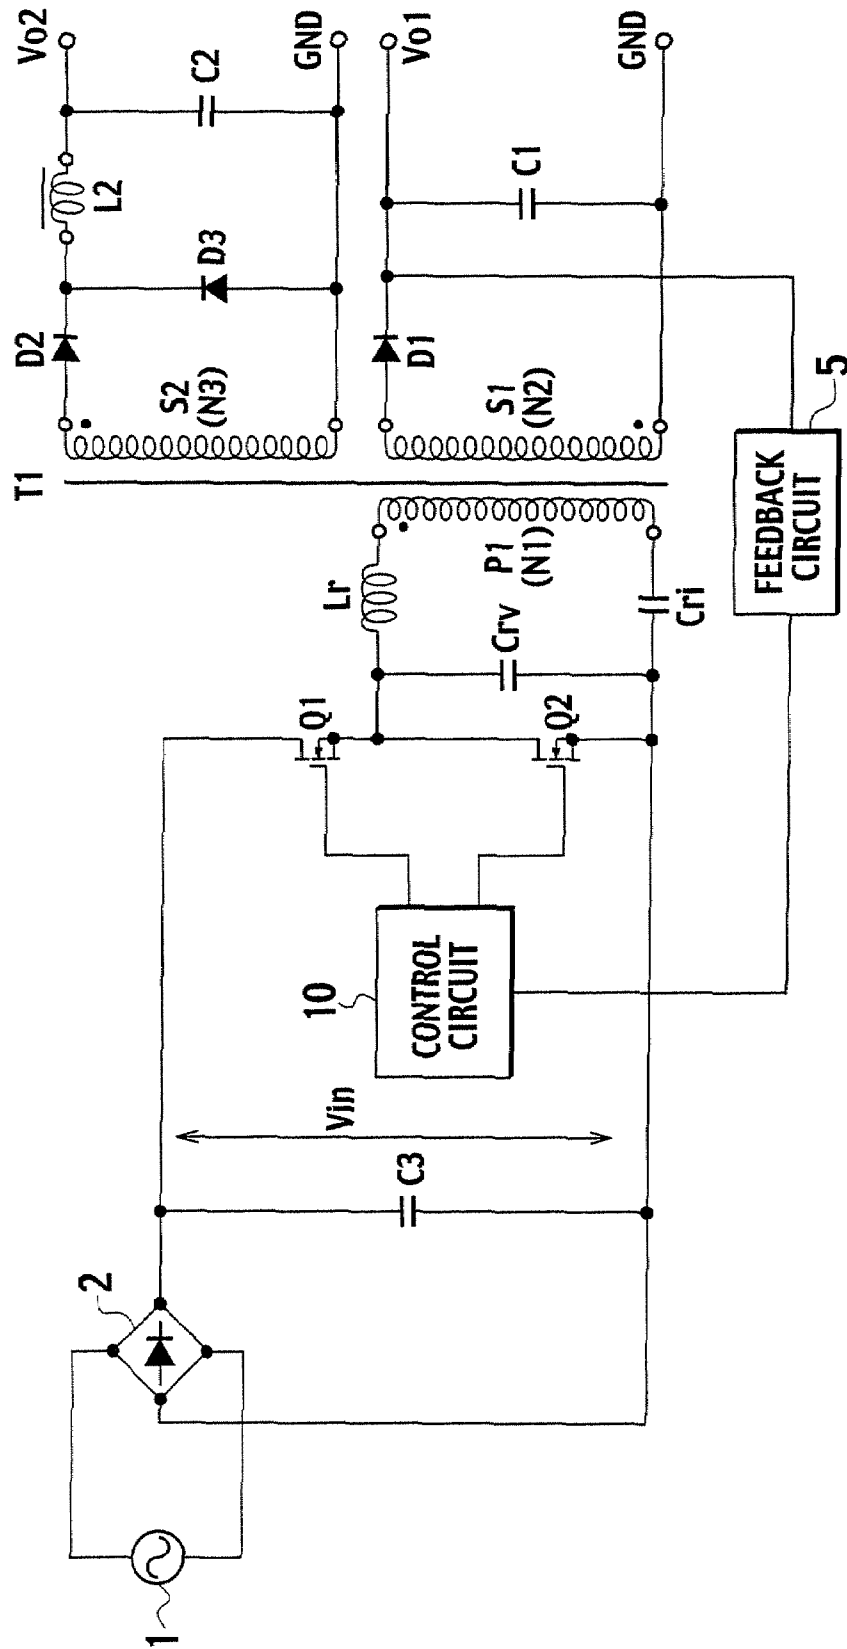 1
2
C3
Vin
10
CONTROL
CIRCUIT
Q1
Q2
Lr
Crv
Cri
P1
(N1)
T1
S2
(N3)
S1
(N2)
D2
D3
L2
C2
Vo2
GND
D1
C1
Vo1
GND
FEEDBACK
CIRCUIT
5